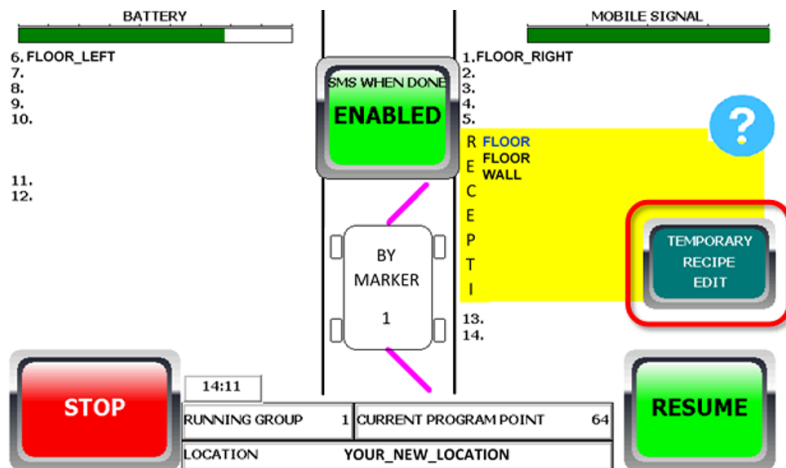 BATTERY
MOBILE SIGNAL
6. FLOOR_LEFT
7.
8.
9.
10.
11.
12.
SMS WHEN DONE
ENABLED
1.FLOOR_RIGHT
2.
3.
4.
5.
?
RECEPTI
FLOOR
FLOOR
WALL
TEMPORARY
RECIPE
EDIT
BY
MARKER
1
13.
14.
STOP
14:11
RUNNING GROUP 1
CURRENT PROGRAM POINT 64
LOCATION YOUR_NEW_LOCATION
RESUME